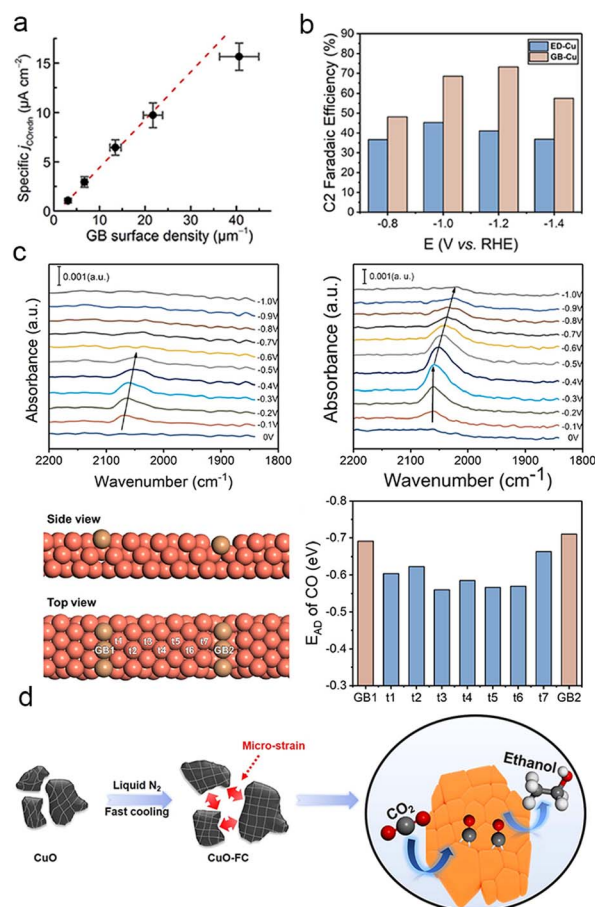 a
Specific jCOredn (μA cm⁻²)
15
10
5
0 10 20 30 40
GB surface density (μm⁻¹)
b
C2 Faradaic Efficiency (%)
90
80
70
60
50
40
30
20
10
0
ED-Cu
GB-Cu
-0.8 -1.0 -1.2 -1.4
E (V vs. RHE)
c
0.001(a.u.)
Absorbance (a.u.)
-1.0V
-0.9V
-0.8V
-0.7V
-0.6V
-0.5V
-0.4V
-0.3V
-0.2V
-0.1V
0V
2200 2100 2000 1900 1800
Wavenumber (cm⁻¹)
0.001(a.u.)
Absorbance (a.u.)
-1.0V
-0.9V
-0.8V
-0.7V
-0.6V
-0.5V
-0.4V
-0.3V
-0.2V
-0.1V
0V
2200 2100 2000 1900 1800
Wavenumber (cm⁻¹)
Side view
Top view
GB1 t1 t2 t3 t4 t5 t6 t7 GB2
EAD of CO (eV)
-0.8
-0.7
-0.6
-0.5
-0.4
-0.3
GB1 t1 t2 t3 t4 t5 t6 t7 GB2
d
CuO
Liquid N₂
Fast cooling
Micro-strain
CuO-FC
CO₂
Ethanol